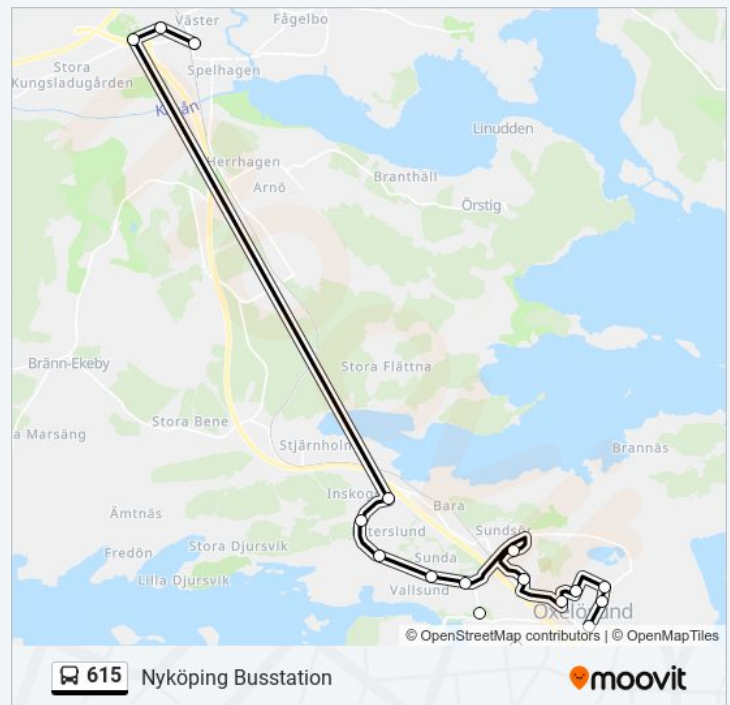 Väster
Fågelbo
Stora
Kungsladugården
Spelhagen
Linudden
Herrhagen
Arnö
Branthäll
Örstig
Bränn-Ekeby
Stora Flättna
Stora Bene
a Marsäng
Stjärnholm
Brannäs
Inskog
Bara
Ämtnäs
terslund
Sundsör
Stora Djursvik
Fredön
Sunda
Lilla Djursvik
Vallsund
Oxelösund
© OpenStreetMap contributors | © OpenMapTiles
615 Nyköping Busstation
moovit